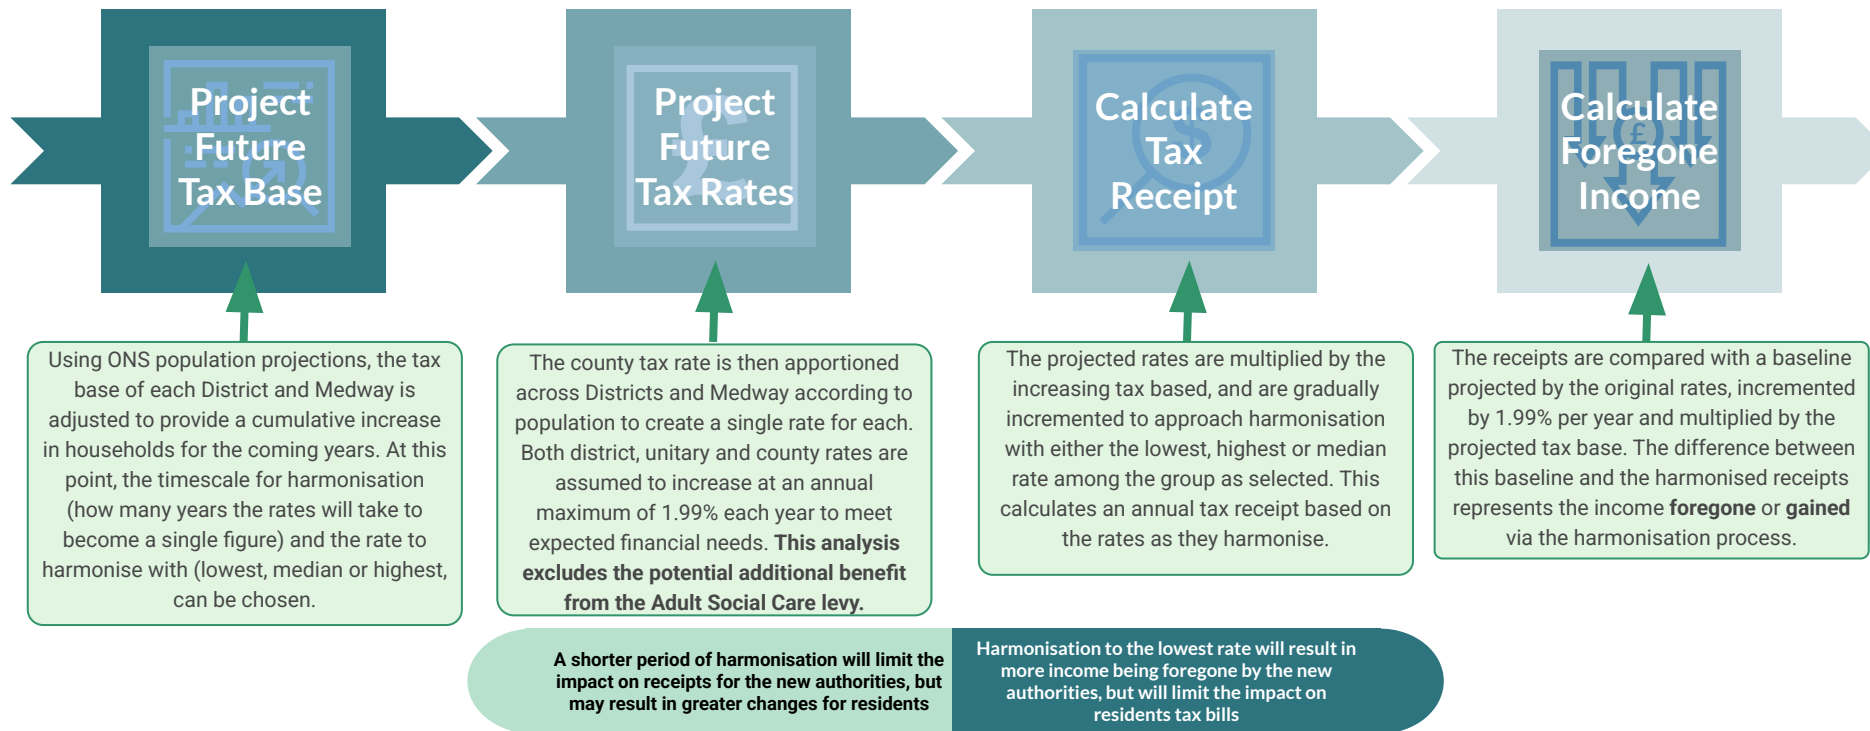 Project
Future
Tax Base
Project
Future
Tax Rates
Calculate
Tax
Receipt
$
Calculate
Foregone
Income
£
£
Using ONS population projections, the tax
base of each District and Medway is
adjusted to provide a cumulative increase
in households for the coming years. At this
point, the timescale for harmonisation
(how many years the rates will take to
become a single figure) and the rate to
harmonise with (lowest, median or highest,
can be chosen.
The county tax rate is then apportioned
across Districts and Medway according to
population to create a single rate for each.
Both district, unitary and county rates are
assumed to increase at an annual
maximum of 1.99% each year to meet
expected financial needs. This analysis
excludes the potential additional benefit
from the Adult Social Care levy.
The projected rates are multiplied by the
increasing tax based, and are gradually
incremented to approach harmonisation
with either the lowest, highest or median
rate among the group as selected. This
calculates an annual tax receipt based on
the rates as they harmonise.
The receipts are compared with a baseline
projected by the original rates, incremented
by 1.99% per year and multiplied by the
projected tax base. The difference between
this baseline and the harmonised receipts
represents the income foregone or gained
via the harmonisation process.
A shorter period of harmonisation will limit the
impact on receipts for the new authorities, but
may result in greater changes for residents
Harmonisation to the lowest rate will result in
more income being foregone by the new
authorities, but will limit the impact on
residents tax bills